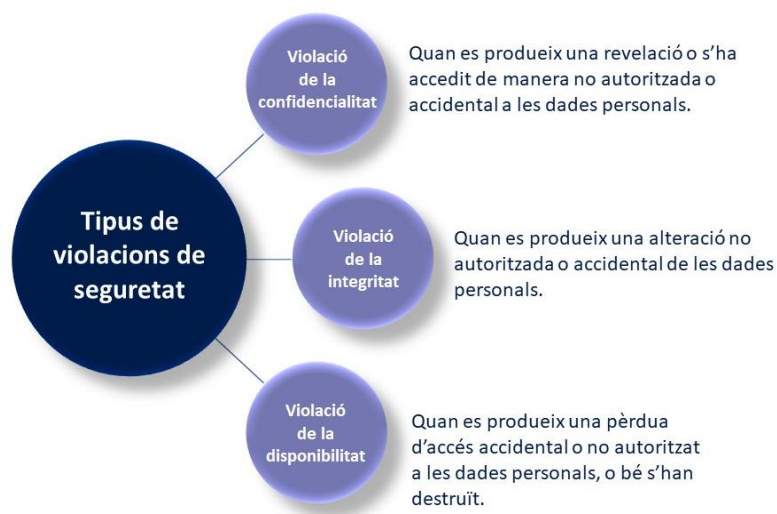 Tipus de
violacions de
seguretat
Violació
de la
confidencialitat
Quan es produeix una revelació o s’ha
accedit de manera no autoritzada o
accidental a les dades personals.
Violació
de la
integritat
Quan es produeix una alteració no
autoritzada o accidental de les dades
personals.
Violació
de la
disponibilitat
Quan es produeix una pèrdua
d’accés accidental o no autoritzat
a les dades personals, o bé s’han
destruït.